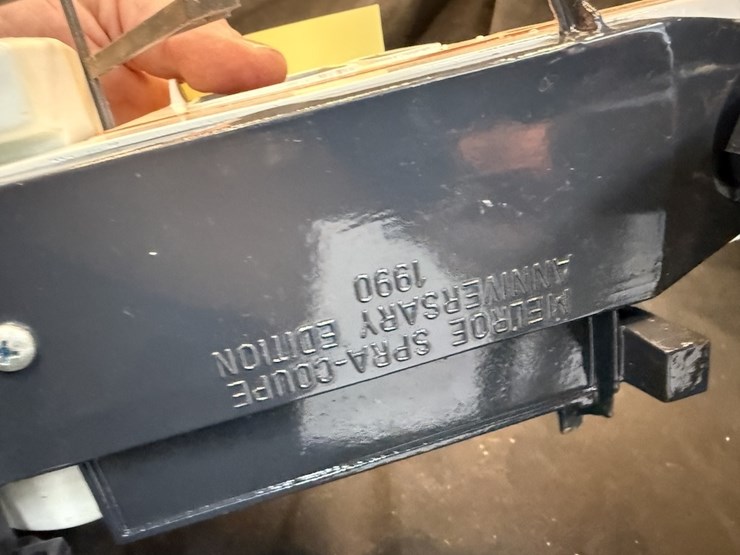 MELROE SPRA-COUPE
ANNIVERSARY EDITION
1990